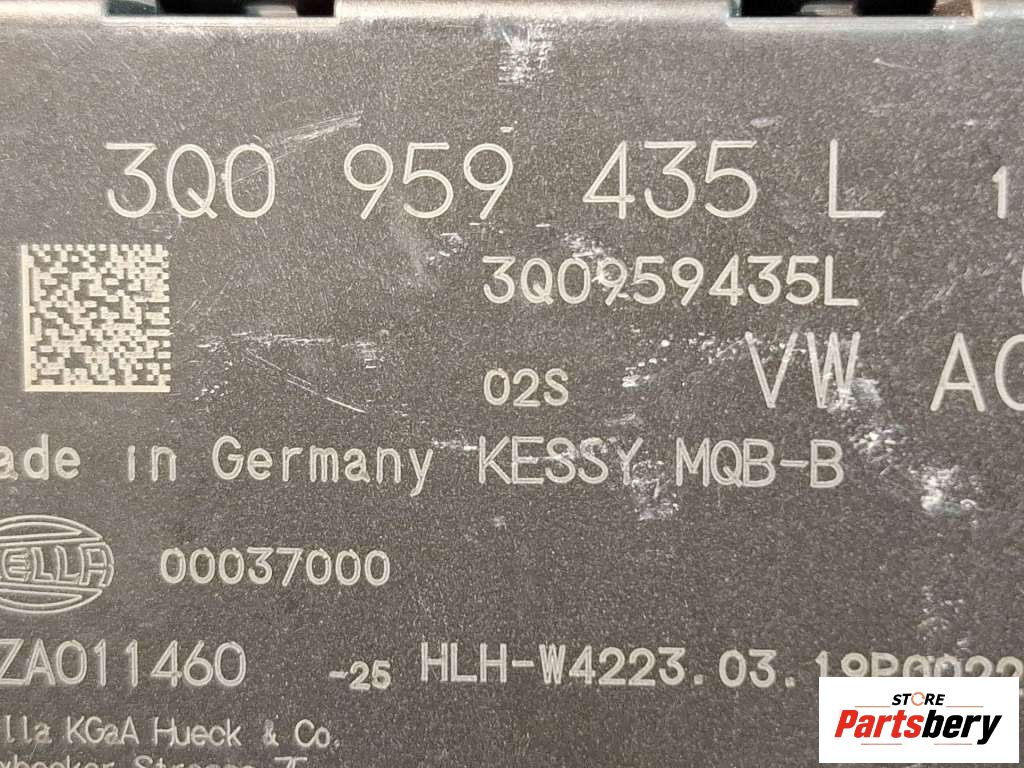 3Q0 959 435 L 1
3Q0959435L
02S VW AG
ade in Germany KESSY MQB-B
ELLA 00037000
ZA011460 -25 HLH-W4223.03.
lla KGaA Hueck & Co.
STORE
Partsbery